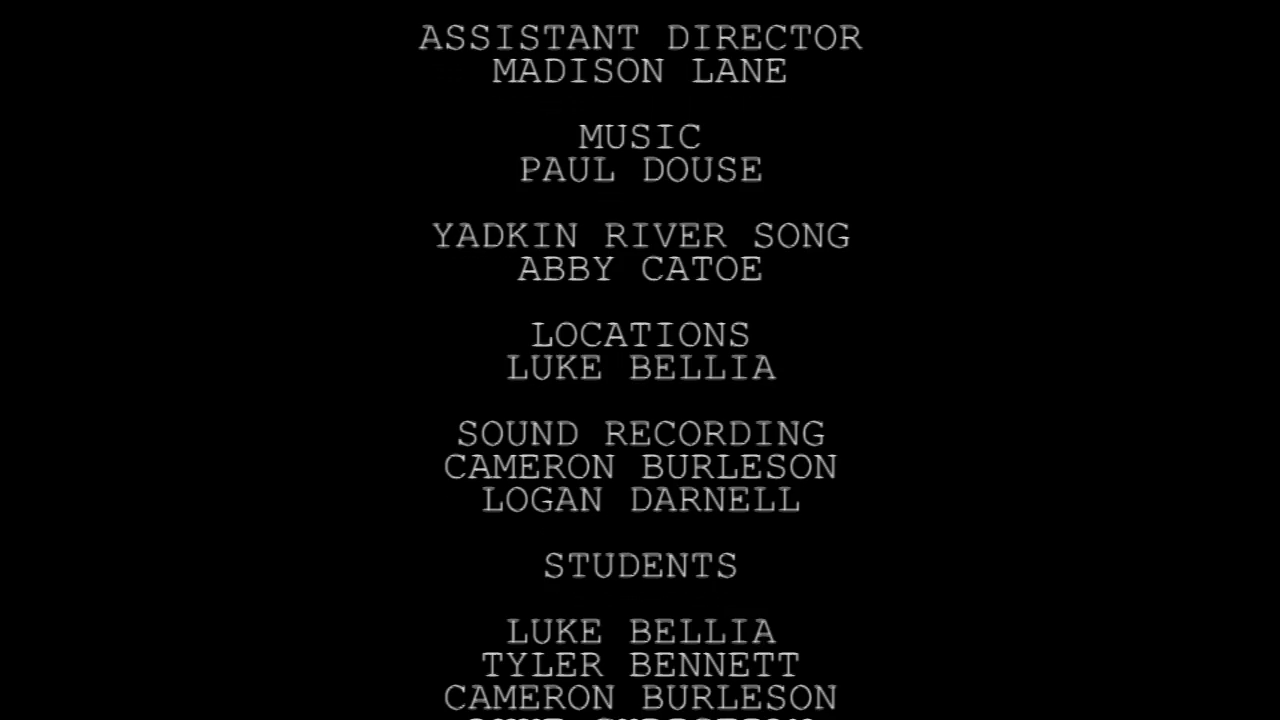 ASSISTANT DIRECTOR
MADISON LANE
MUSIC
PAUL DOUSE
YADKIN RIVER SONG
ABBY CATOE
LOCATIONS
LUKE BELLIA
SOUND RECORDING
CAMERON BURLESON
LOGAN DARNELL
STUDENTS
LUKE BELLIA
TYLER BENNETT
CAMERON BURLESON